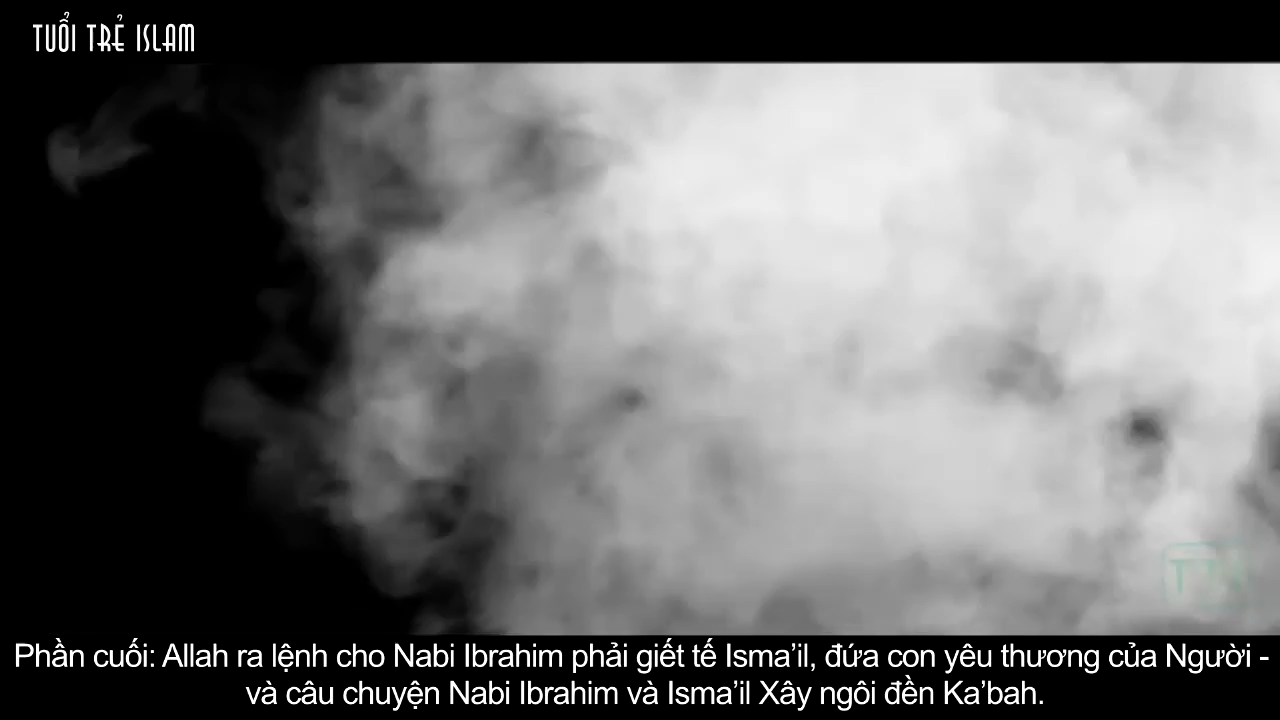 TUỔI TRẺ ISLAM
Phần cuối: Allah ra lệnh cho Nabi Ibrahim phải giết tế Isma’il, đứa con yêu thương của Người -
và câu chuyện Nabi Ibrahim và Isma’il Xây ngôi đền Ka’bah.